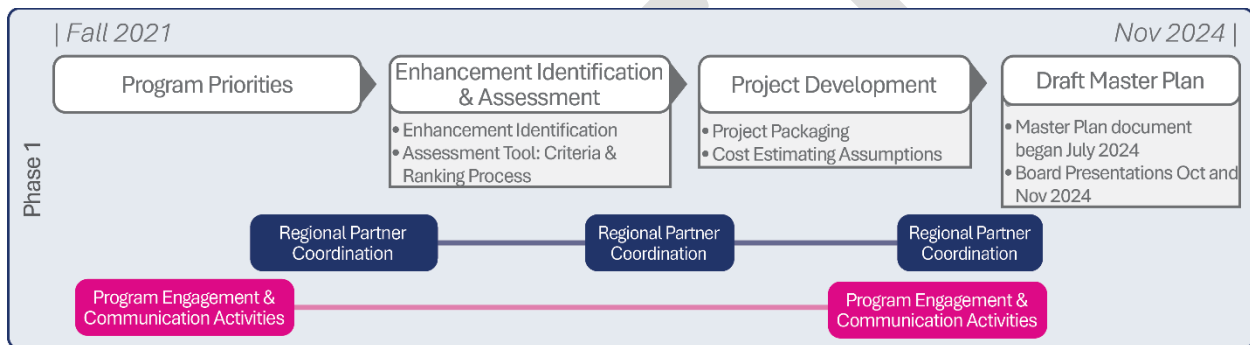 | Fall 2021
Nov 2024 |
Phase 1
Program Priorities
Enhancement Identification
& Assessment
• Enhancement Identification
• Assessment Tool: Criteria &
Ranking Process
Project Development
• Project Packaging
• Cost Estimating Assumptions
Draft Master Plan
• Master Plan document
began July 2024
• Board Presentations Oct and
Nov 2024
Regional Partner
Coordination
Regional Partner
Coordination
Regional Partner
Coordination
Program Engagement &
Communication Activities
Program Engagement &
Communication Activities